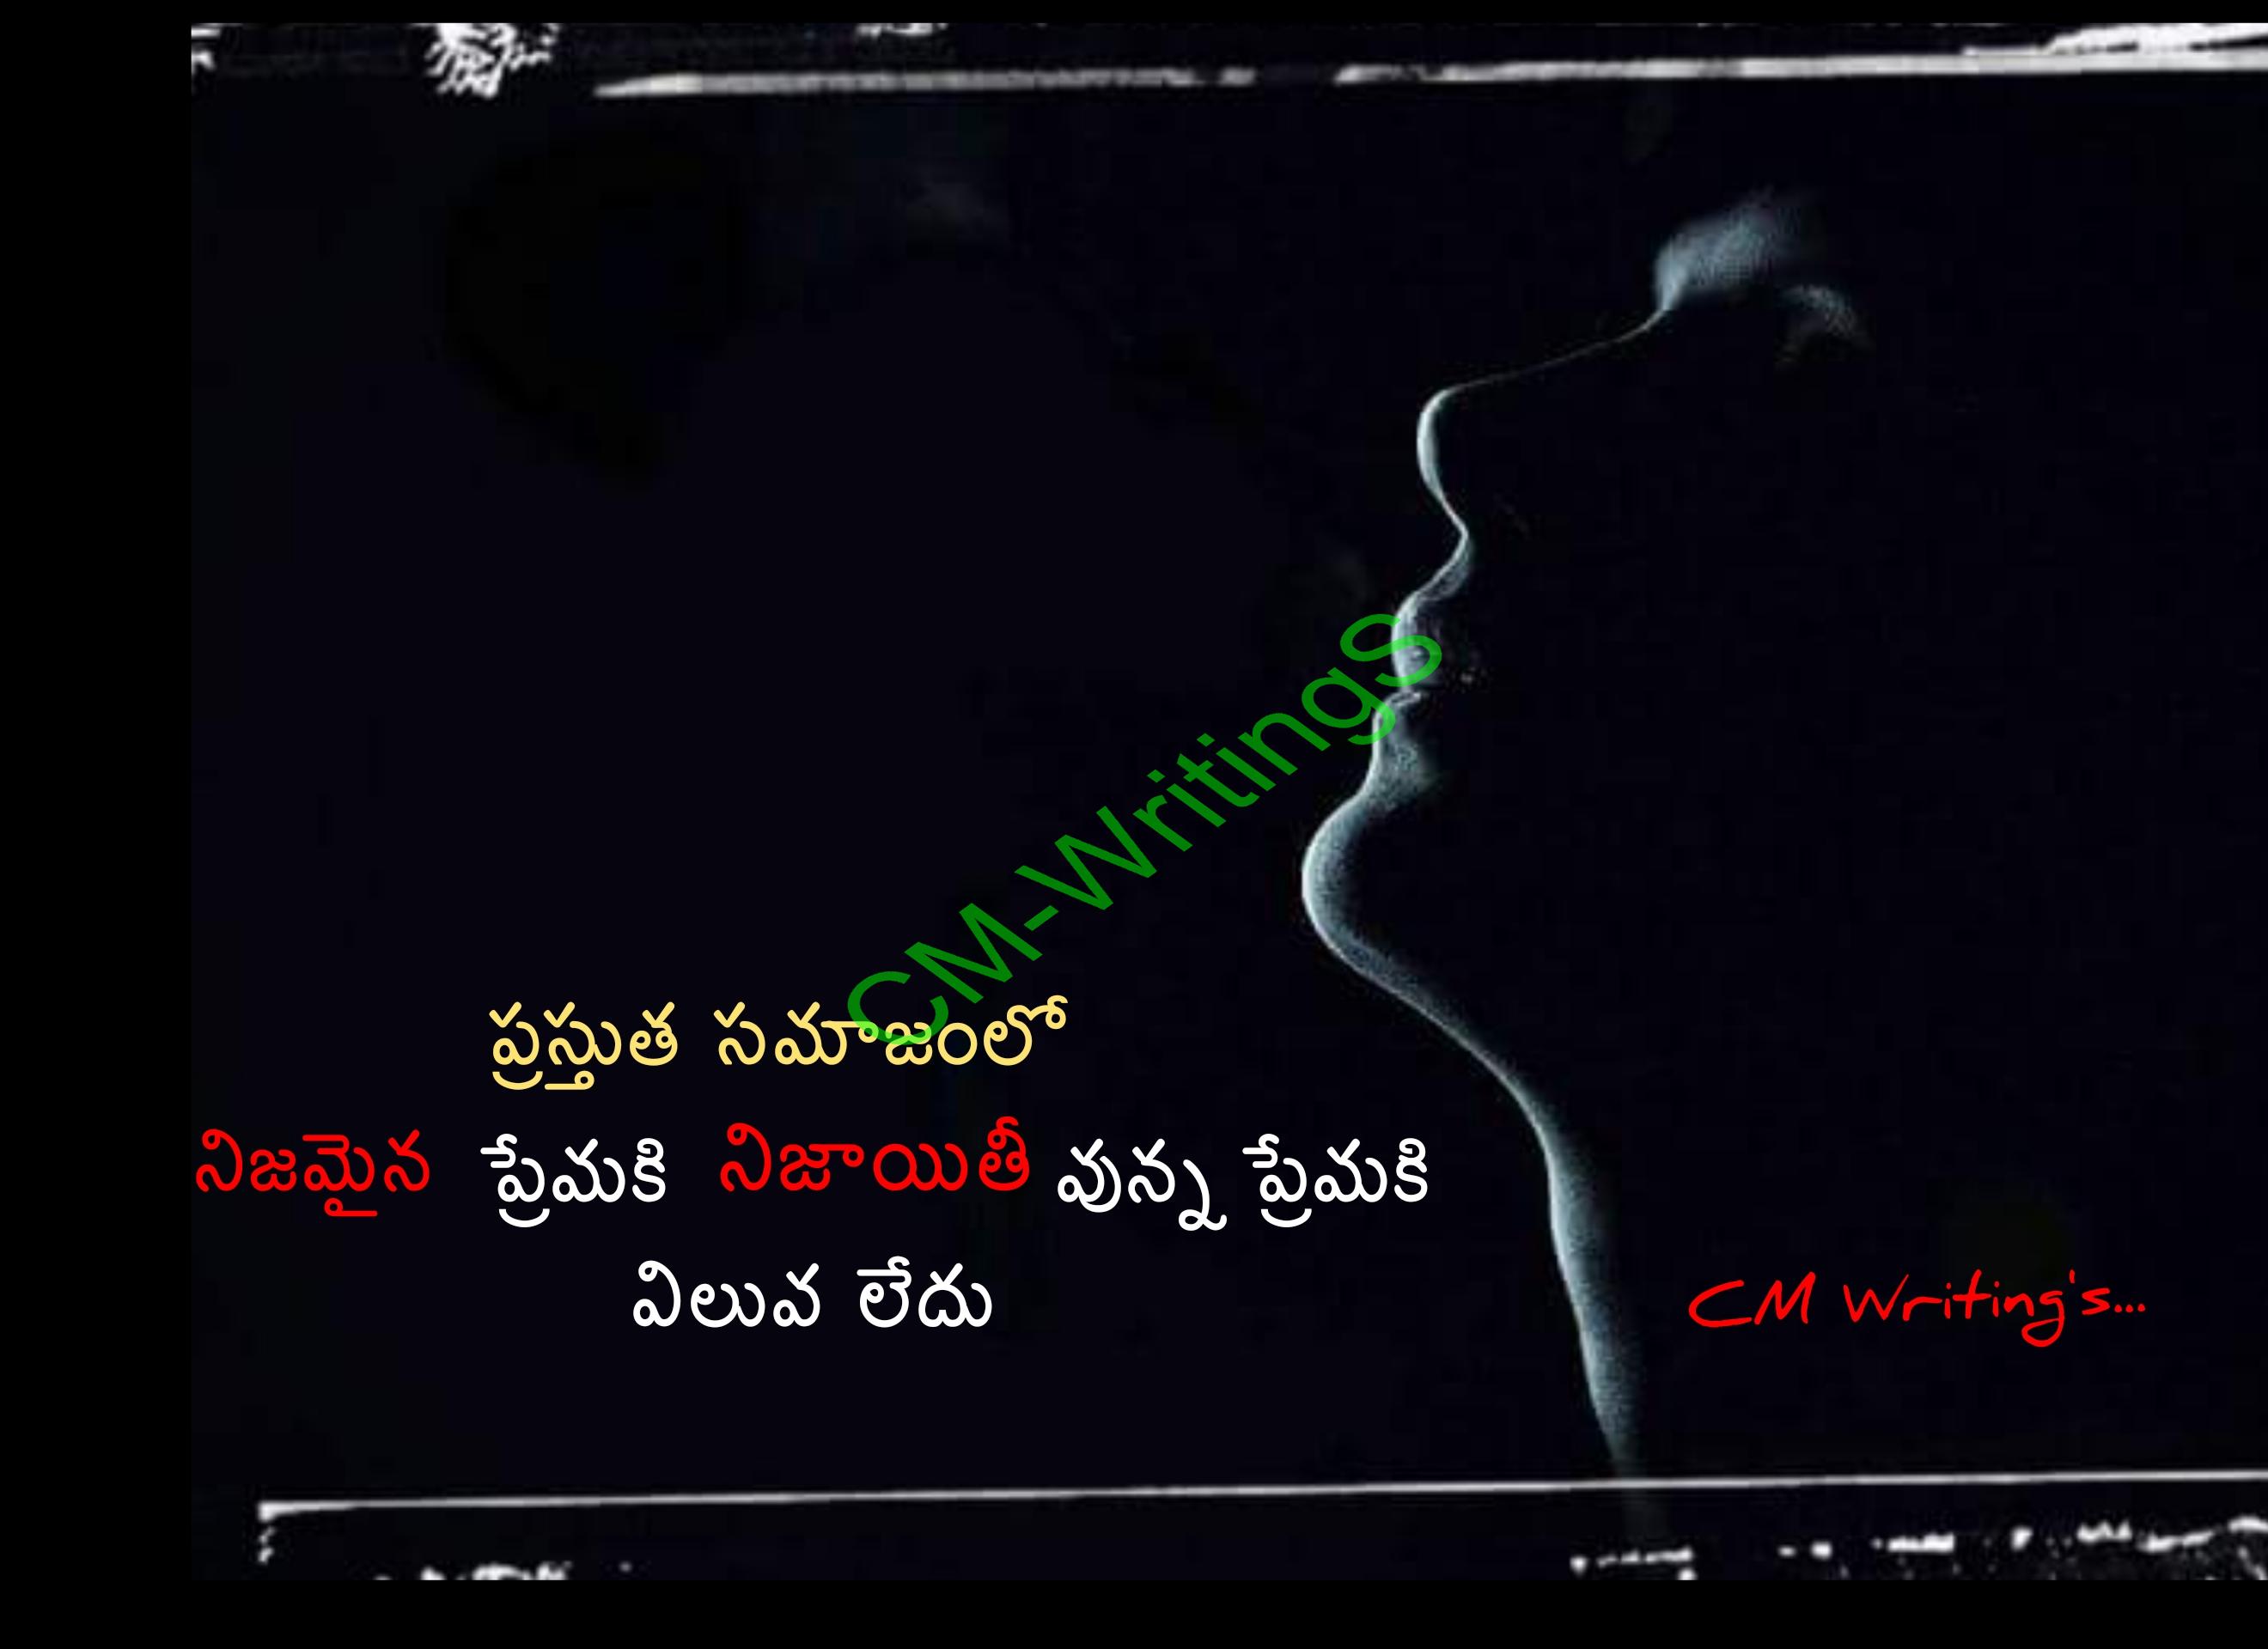 CM-WritingS
ప్రస్తుత సమాజంలో
నిజమైన ప్రేమకి నిజాయితీ వున్న ప్రేమకి
విలువ లేదు
CM Writing's...